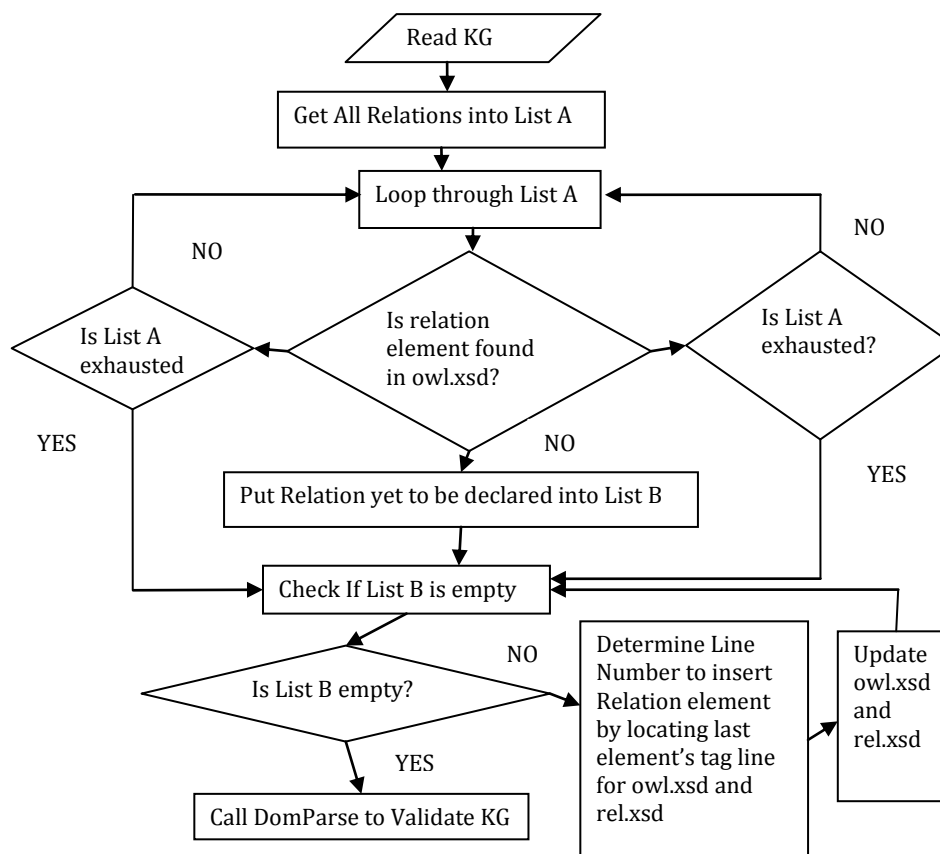 Read KG
Get All Relations into List A
Loop through List A
NO
NO
Is List A
exhausted
Is relation
element found
in owl.xsd?
Is List A
exhausted?
YES
NO
YES
Put Relation yet to be declared into List B
Check If List B is empty
Is List B empty?
NO
YES
Determine Line
Number to insert
Relation element
by locating last
element’s tag line
for owl.xsd and
rel.xsd
Update
owl.xsd
and
rel.xsd
Call DomParse to Validate KG